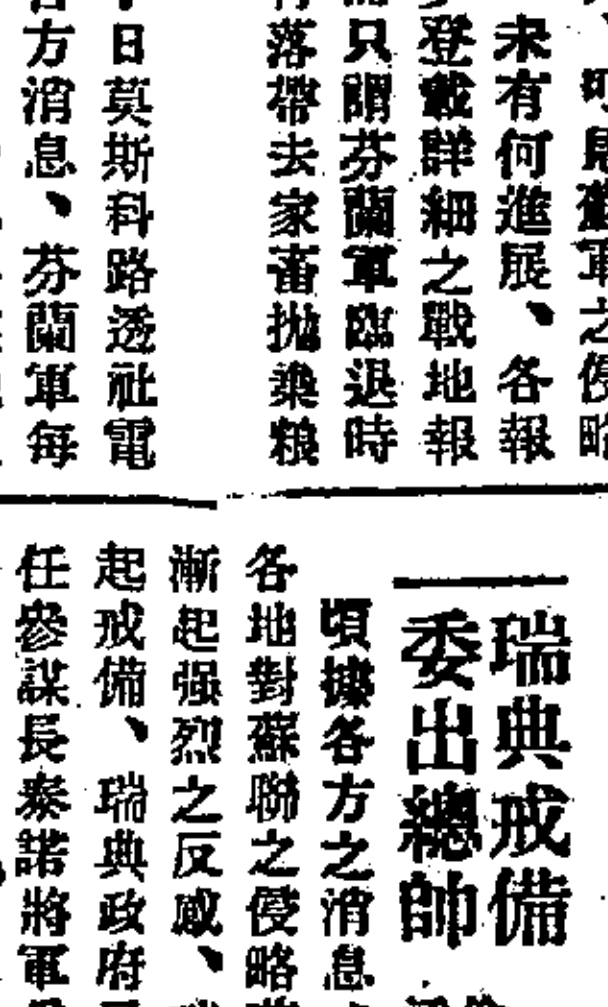 見蘇軍之侵略
未有何進展、各報
登載詳細之戰地報
只謂芬蘭軍臨退時
落帶去家畜拋棄粮
日莫斯科路透社電
方消息、芬蘭軍每
瑞典戒備
委出總帥
頃據各方之消息
各地對蘇聯之侵略
漸起强烈之反感、
起戒備、瑞典政府
任參謀長泰諾將軍